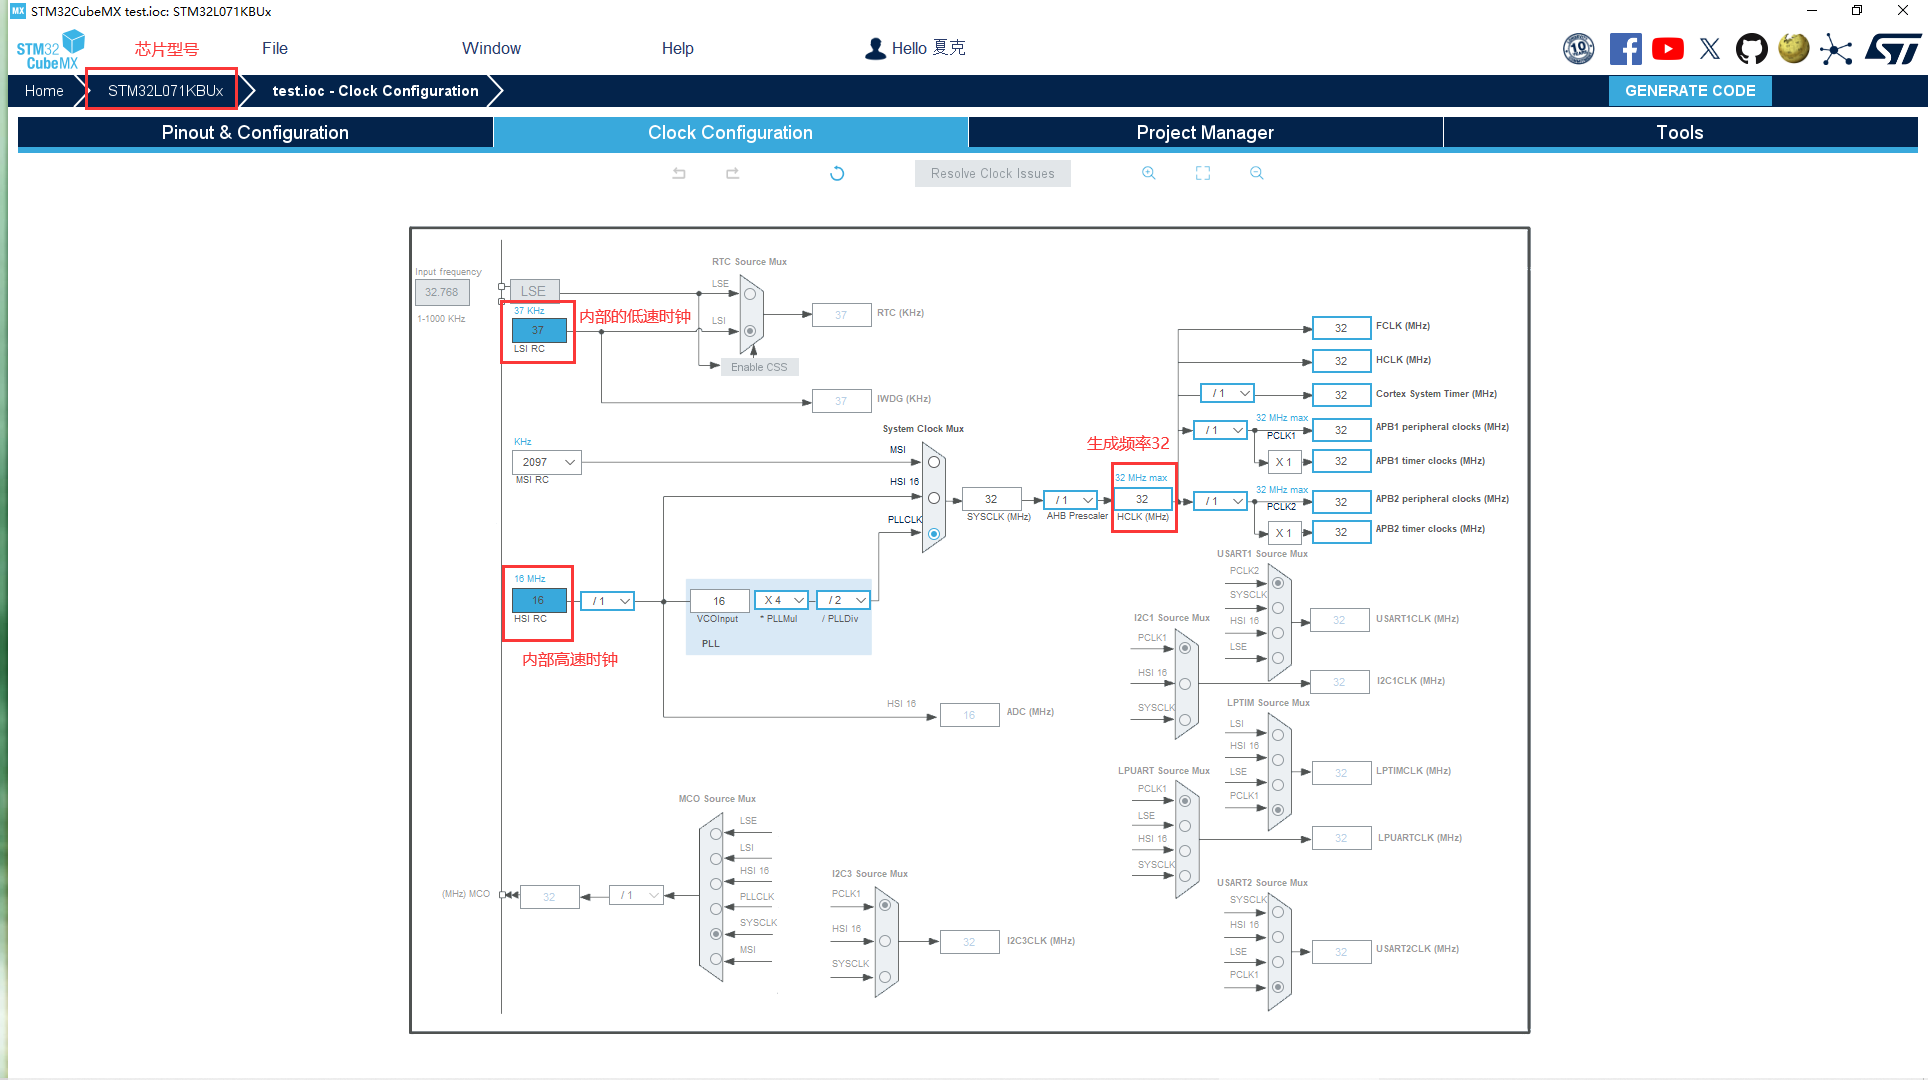 MX STM32CubeMX test.ioc: STM32L071KBUx
STM32
CubeMX
芯片型号
File
Window
Help
Hello 夏克
Home
STM32L071KBUx
test.ioc - Clock Configuration
GENERATE CODE
Pinout & Configuration
Clock Configuration
Project Manager
Tools
Resolve Clock Issues
Input frequency
32.768
1-1000 KHz
LSE
37 KHz
37
LSI RC
内部的低速时钟
RTC Source Mux
LSE
LSI
37
RTC (KHz)
Enable CSS
37
IWDG (KHz)
KHz
2097
MSI RC
System Clock Mux
MSI
HSI 16
PLLCLK
32
SYSCLK (MHz)
/ 1
AHB Prescaler
生成频率32
32 MHz max
32
HCLK (MHz)
32
FCLK (MHz)
32
HCLK (MHz)
/ 1
32
Cortex System Timer (MHz)
/ 1
32 MHz max
PCLK1
32
APB1 peripheral clocks (MHz)
X 1
32
APB1 timer clocks (MHz)
/ 1
32 MHz max
PCLK2
32
APB2 peripheral clocks (MHz)
X 1
32
APB2 timer clocks (MHz)
16 MHz
16
HSI RC
内部高速时钟
/ 1
16
VCOInput
X 4
* PLLMul
/ 2
/ PLLDiv
PLL
HSI 16
16
ADC (MHz)
USART1 Source Mux
PCLK2
SYSCLK
HSI 16
LSE
32
USART1CLK (MHz)
I2C1 Source Mux
PCLK1
HSI 16
SYSCLK
32
I2C1CLK (MHz)
LPTIM Source Mux
LSI
HSI 16
LSE
PCLK1
32
LPTIMCLK (MHz)
LPUART Source Mux
PCLK1
LSE
HSI 16
SYSCLK
32
LPUARTCLK (MHz)
USART2 Source Mux
SYSCLK
HSI 16
LSE
PCLK1
32
USART2CLK (MHz)
MCO Source Mux
LSE
LSI
HSI 16
PLLCLK
SYSCLK
MSI
(MHz) MCO
32
/ 1
I2C3 Source Mux
PCLK1
HSI 16
SYSCLK
32
I2C3CLK (MHz)